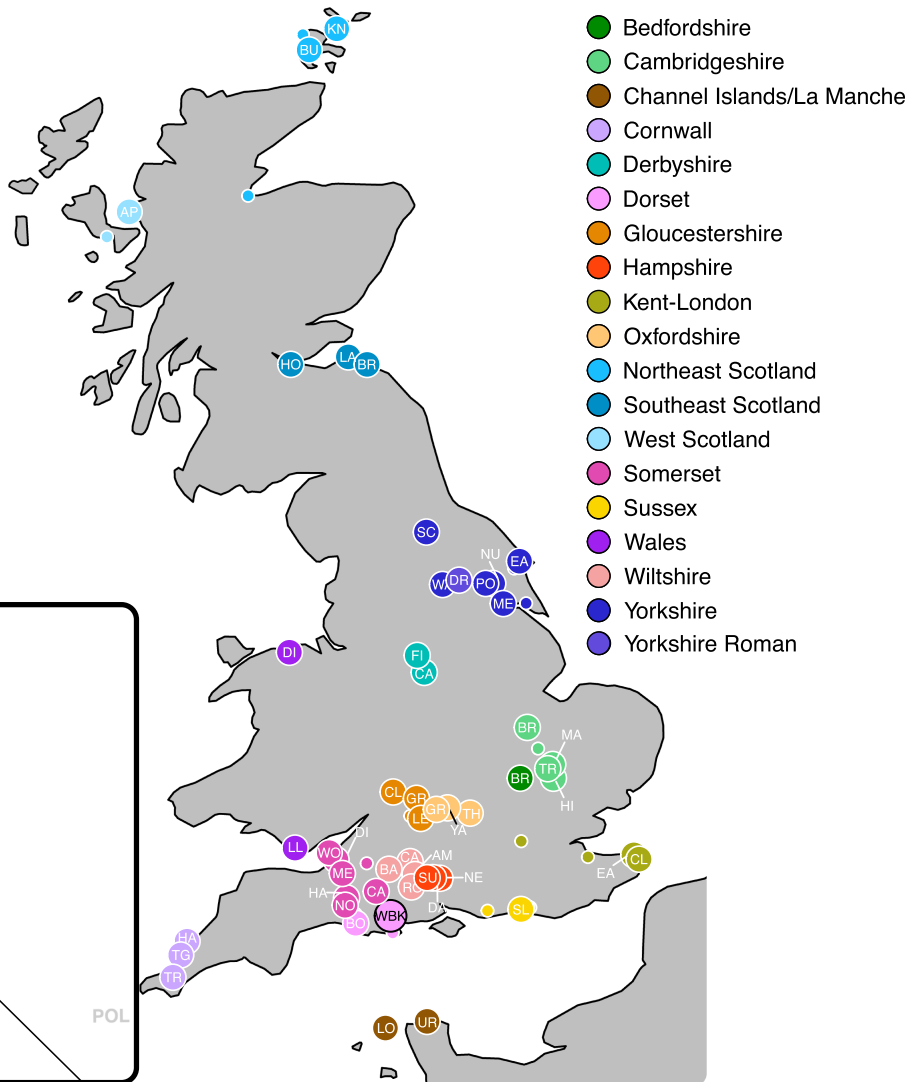 KN
BU
AP
HO
LA
BR
SC
NU
EA
DR
PO
ME
DI
FI
CA
BR
MA
TR
BR
HI
CL
GR
GR
TH
LE
YA
DI
LL
WO
ME
BA
CA
AM
SU
NE
EA
CL
HA
CA
NO
DA
BO
WBK
SL
HA
TG
TR
POL
LO
UR
Bedfordshire
Cambridgeshire
Channel Islands/La Manche
Cornwall
Derbyshire
Dorset
Gloucestershire
Hampshire
Kent-London
Oxfordshire
Northeast Scotland
Southeast Scotland
West Scotland
Somerset
Sussex
Wales
Wiltshire
Yorkshire
Yorkshire Roman